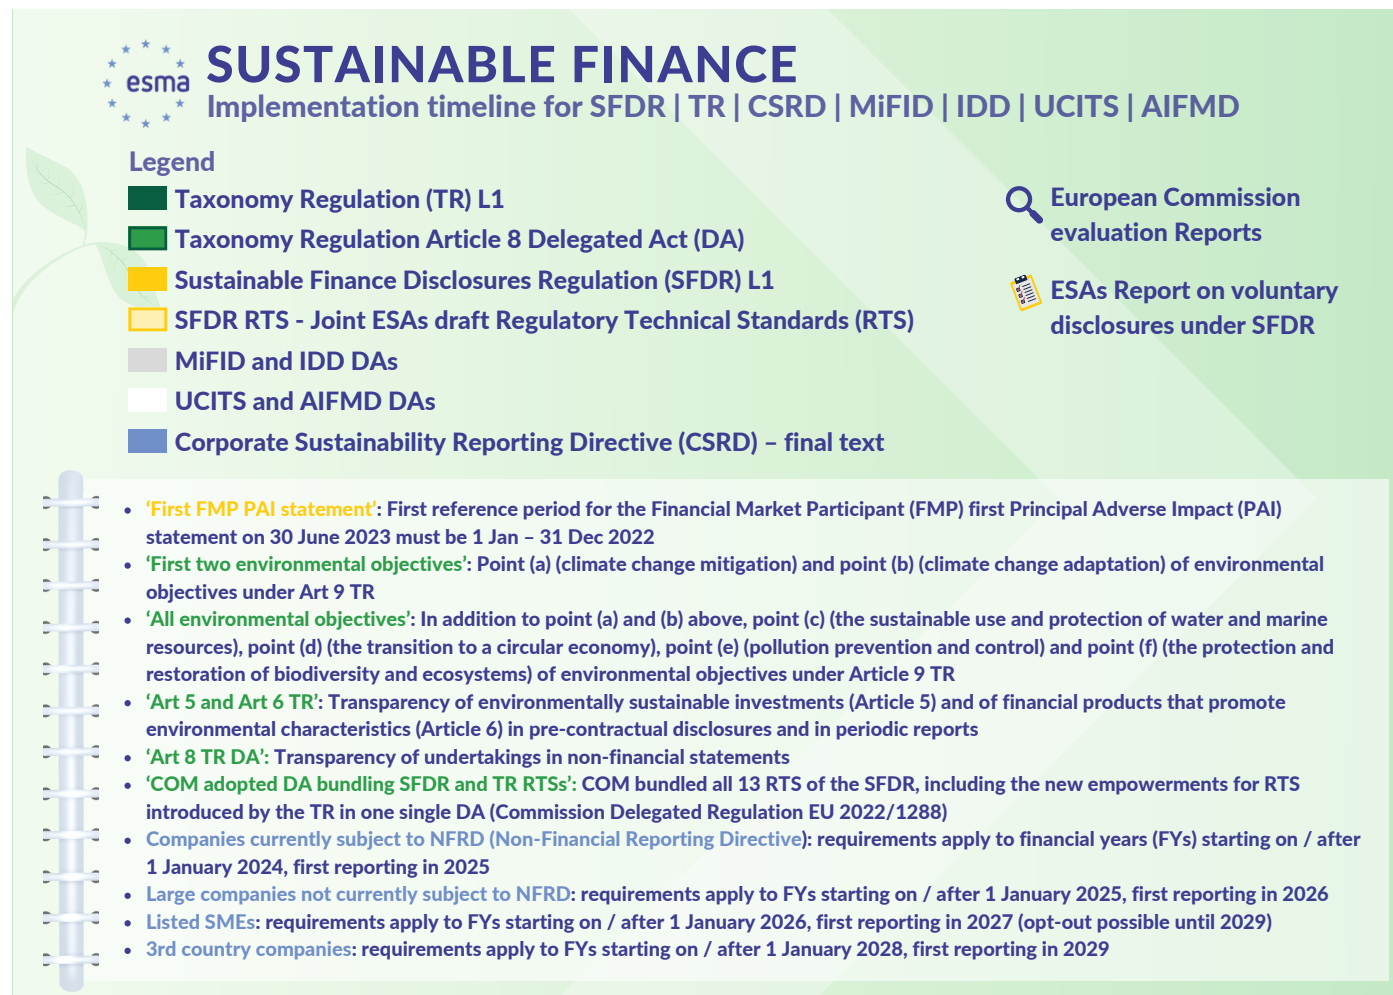 esma
SUSTAINABLE FINANCE
Implementation timeline for SFDR | TR | CSRD | MiFID | IDD | UCITS | AIFMD
Legend
Taxonomy Regulation (TR) L1
Taxonomy Regulation Article 8 Delegated Act (DA)
Sustainable Finance Disclosures Regulation (SFDR) L1
SFDR RTS - Joint ESAs draft Regulatory Technical Standards (RTS)
MiFID and IDD DAs
UCITS and AIFMD DAs
Corporate Sustainability Reporting Directive (CSRD) – final text
European Commission
evaluation Reports
ESAs Report on voluntary
disclosures under SFDR
• ‘First FMP PAI statement’: First reference period for the Financial Market Participant (FMP) first Principal Adverse Impact (PAI)
statement on 30 June 2023 must be 1 Jan – 31 Dec 2022
• ‘First two environmental objectives’: Point (a) (climate change mitigation) and point (b) (climate change adaptation) of environmental
objectives under Art 9 TR
• ‘All environmental objectives’: In addition to point (a) and (b) above, point (c) (the sustainable use and protection of water and marine
resources), point (d) (the transition to a circular economy), point (e) (pollution prevention and control) and point (f) (the protection and
restoration of biodiversity and ecosystems) of environmental objectives under Article 9 TR
• ‘Art 5 and Art 6 TR’: Transparency of environmentally sustainable investments (Article 5) and of financial products that promote
environmental characteristics (Article 6) in pre-contractual disclosures and in periodic reports
• ‘Art 8 TR DA’: Transparency of undertakings in non-financial statements
• ‘COM adopted DA bundling SFDR and TR RTSs’: COM bundled all 13 RTS of the SFDR, including the new empowerments for RTS
introduced by the TR in one single DA (Commission Delegated Regulation EU 2022/1288)
• Companies currently subject to NFRD (Non-Financial Reporting Directive): requirements apply to financial years (FYs) starting on / after
1 January 2024, first reporting in 2025
• Large companies not currently subject to NFRD: requirements apply to FYs starting on / after 1 January 2025, first reporting in 2026
• Listed SMEs: requirements apply to FYs starting on / after 1 January 2026, first reporting in 2027 (opt-out possible until 2029)
• 3rd country companies: requirements apply to FYs starting on / after 1 January 2028, first reporting in 2029